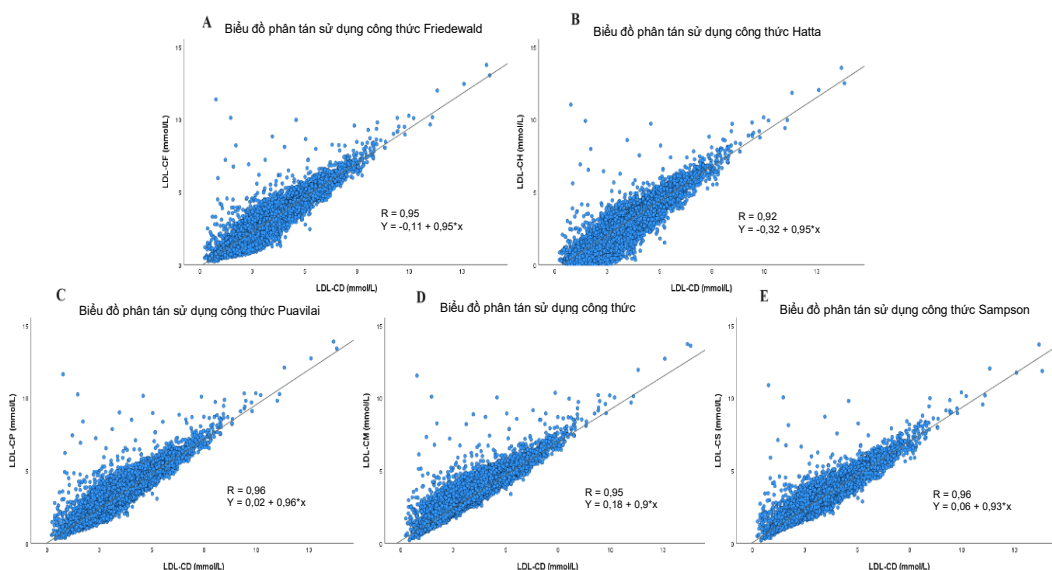 A
Biểu đồ phân tán sử dụng công thức Friedewald
15
10
5
0
LDL-CF (mmol/L)
R = 0,95
Y = -0,11 + 0,95*x
0
3
5
8
10
13
LDL-CD (mmol/L)
B
Biểu đồ phân tán sử dụng công thức Hatta
15
10
5
0
LDL-CH (mmol/L)
R = 0,92
Y = -0,32 + 0,95*x
0
3
5
8
10
13
LDL-CD (mmol/L)
C
Biểu đồ phân tán sử dụng công thức Puavilai
15
10
5
0
LDL-CP (mmol/L)
R = 0,96
Y = 0,02 + 0,96*x
0
3
5
8
10
13
LDL-CD (mmol/L)
D
Biểu đồ phân tán sử dụng công thức
15
10
5
0
LDL-CM (mmol/L)
R = 0,95
Y = 0,18 + 0,9*x
0
3
5
8
10
13
LDL-CD (mmol/L)
E
Biểu đồ phân tán sử dụng công thức Sampson
15
10
5
0
LDL-CS (mmol/L)
R = 0,96
Y = 0,06 + 0,93*x
0
3
5
8
10
13
LDL-CD (mmol/L)